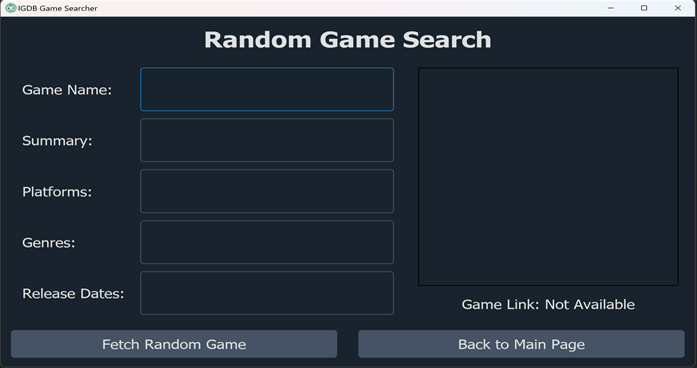 IGDB Game Searcher
Random Game Search
Game Name:
Summary:
Platforms:
Genres:
Release Dates:
Game Link: Not Available
Fetch Random Game
Back to Main Page